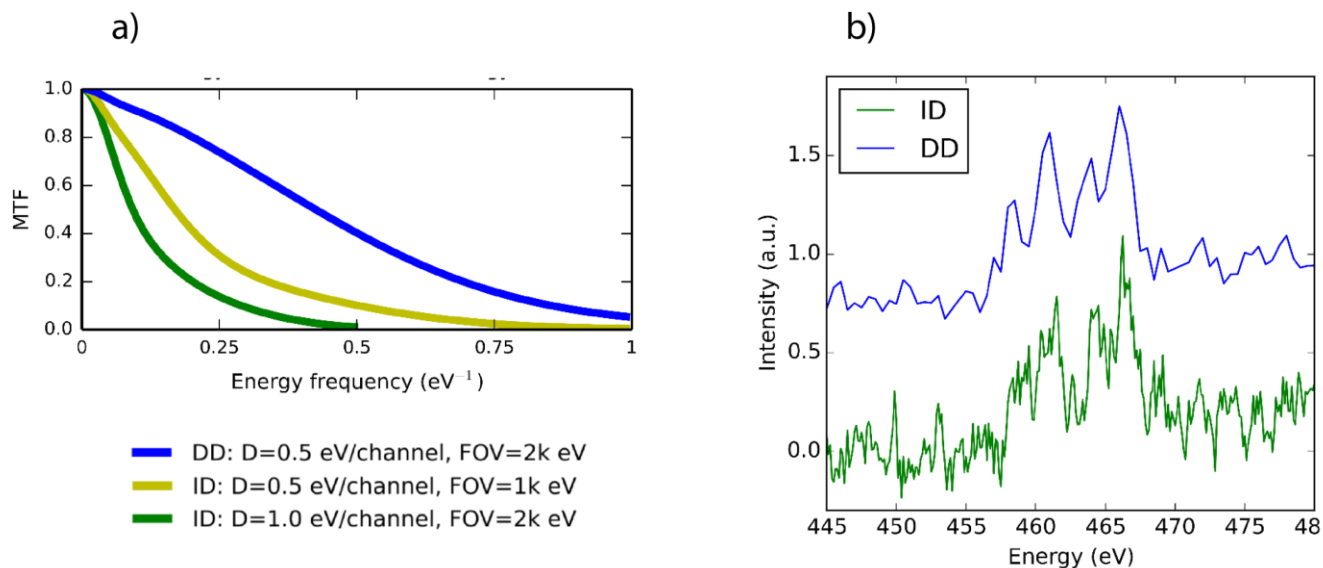 a)
1.0
0.8
0.6
0.4
0.2
0.0
MTF
0
0.25
0.5
0.75
1
Energy frequency (eV⁻¹)
DD: D=0.5 eV/channel, FOV=2k eV
ID: D=0.5 eV/channel, FOV=1k eV
ID: D=1.0 eV/channel, FOV=2k eV
b)
ID
DD
1.5
1.0
0.5
0.0
Intensity (a.u.)
445
450
455
460
465
470
475
48
Energy (eV)